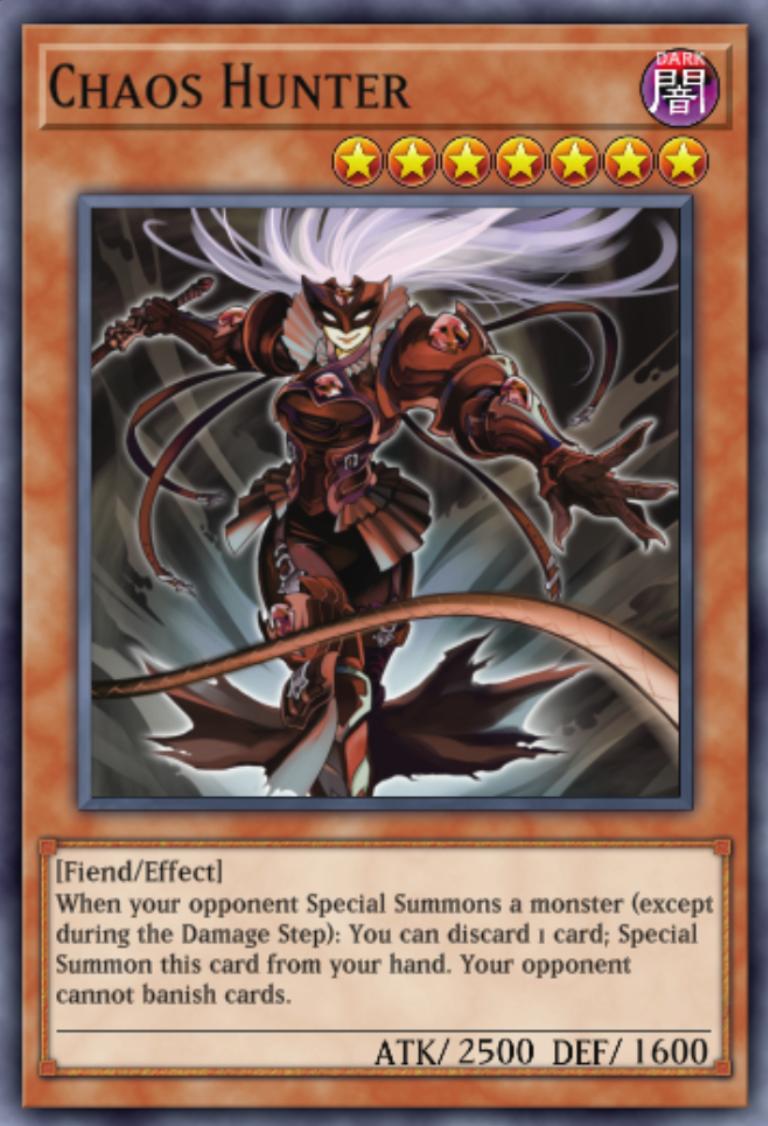 Chaos Hunter
DARK
闇
[Fiend/Effect]
When your opponent Special Summons a monster (except
during the Damage Step): You can discard 1 card; Special
Summon this card from your hand. Your opponent
cannot banish cards.
ATK/ 2500 DEF/ 1600